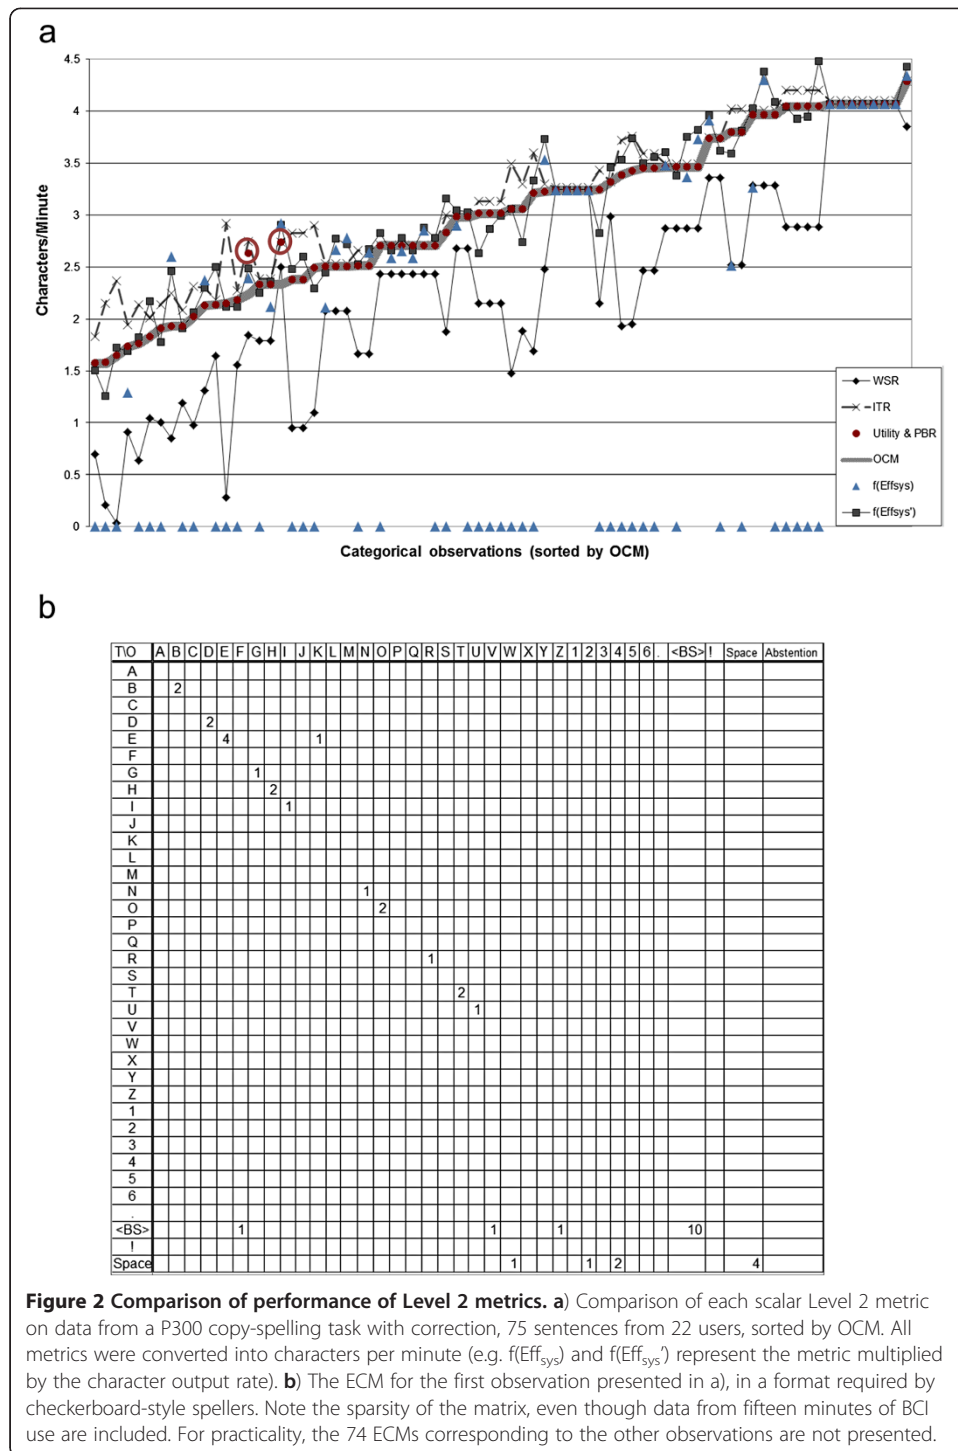 a
4.5
4
3.5
3
2.5
2
1.5
1
0.5
0
Characters/Minute
WSR
ITR
Utility & PBR
OCM
f(Effsys)
f(Effsys')
Categorical observations (sorted by OCM)
b
T\O A B C D E F G H I J K L M N O P Q R S T U V W X Y Z 1 2 3 4 5 6 . <BS> ! Space Abstention
A
B 2
C
D 2
E 4 1
F
G 1
H 2
I 1
J
K
L
M
N 1
O 2
P
Q
R 1
S
T 2
U 1
V
W
X
Y
Z
1
2
3
4
5
6
.
<BS> 1 1 1 10
!
Space 1 1 2 4
Figure 2 Comparison of performance of Level 2 metrics. a) Comparison of each scalar Level 2 metric
on data from a P300 copy-spelling task with correction, 75 sentences from 22 users, sorted by OCM. All
metrics were converted into characters per minute (e.g. f(Effsys) and f(Effsys′) represent the metric multiplied
by the character output rate). b) The ECM for the first observation presented in a), in a format required by
checkerboard-style spellers. Note the sparsity of the matrix, even though data from fifteen minutes of BCI
use are included. For practicality, the 74 ECMs corresponding to the other observations are not presented.